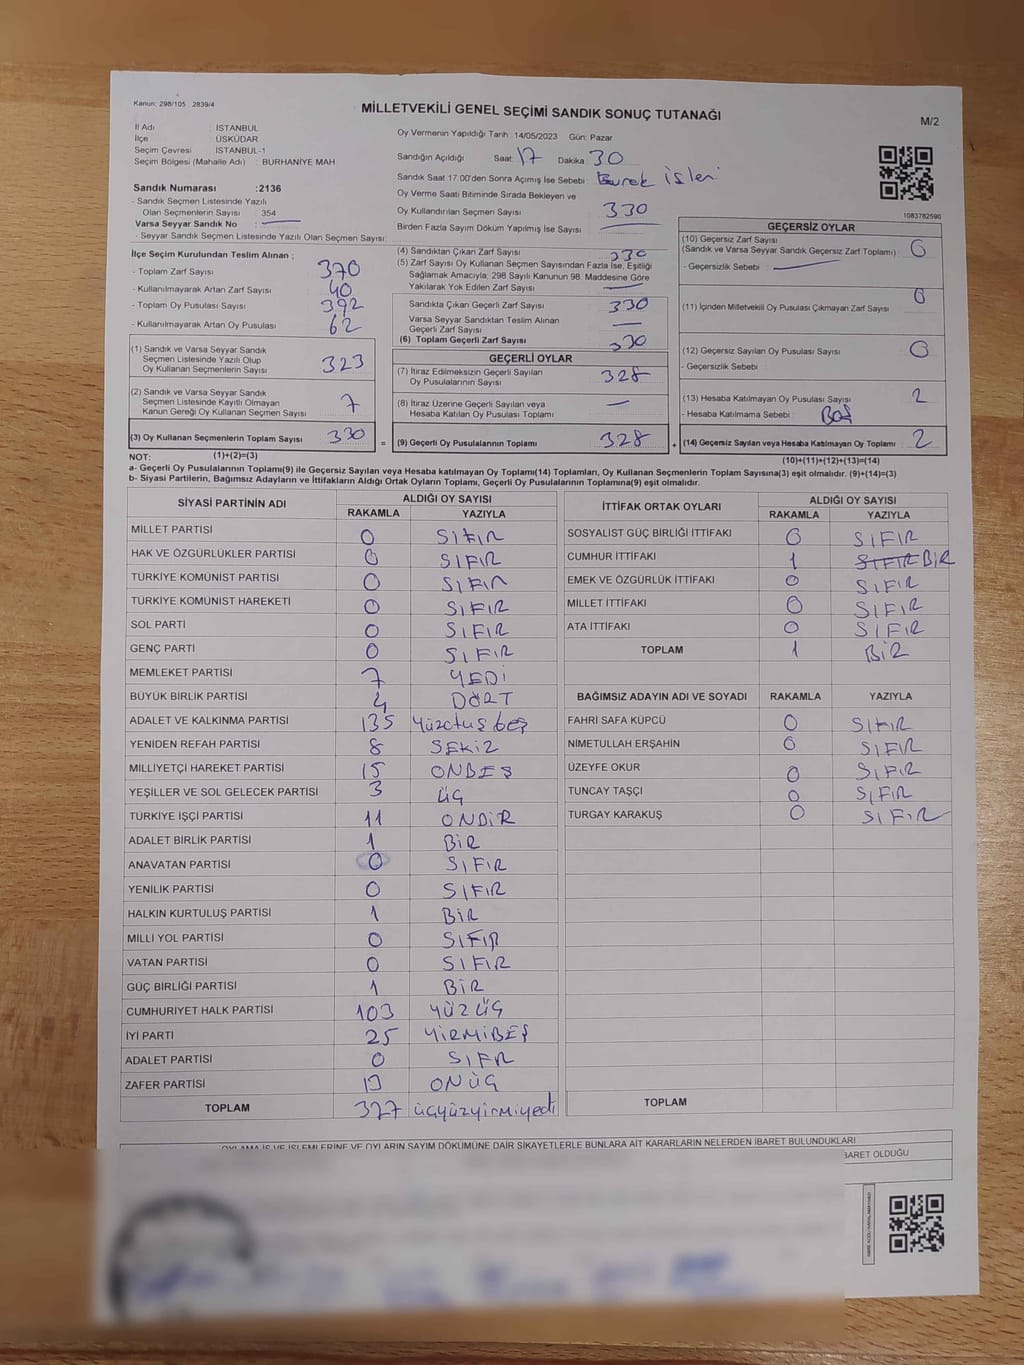 Kanun: 298/105 2839/4
MİLLETVEKİLİ GENEL SEÇİMİ SANDIK SONUÇ TUTANAĞI
M/2
İl Adı : İSTANBUL
İlçe : ÜSKÜDAR
Seçim Çevresi : İSTANBUL-1
Seçim Bölgesi (Mahalle Adı) : BURHANİYE MAH
Sandık Numarası :2136
- Sandık Seçmen Listesinde Yazılı
Olan Seçmenlerin Sayısı : 354
Varsa Seyyar Sandık No :
- Seyyar Sandık Seçmen Listesinde Yazılı Olan Seçmen Sayısı:
İlçe Seçim Kurulundan Teslim Alınan ;
- Toplam Zarf Sayısı 370
- Kullanılmayarak Artan Zarf Sayısı 40
- Toplam Oy Pusulası Sayısı 392
- Kullanılmayarak Artan Oy Pusulası 62
(1) Sandık ve Varsa Seyyar Sandık
Seçmen Listesinde Yazılı Olup
Oy Kullanan Seçmenlerin Sayısı 323
(2) Sandık ve Varsa Seyyar Sandık
Seçmen Listesinde Kayıtlı Olmayan
Kanun Gereği Oy Kullanan Seçmen Sayısı 7
(3) Oy Kullanan Seçmenlerin Toplam Sayısı 330
Oy Vermenin Yapıldığı Tarih : 14/05/2023 Gün: Pazar
Sandığın Açıldığı Saat: 17 Dakika: 30
Sandık Saat 17:00'den Sonra Açımış İse Sebebi : Evrak işleri
Oy Verme Saati Bitiminde Sırada Bekleyen ve
Oy Kullandırılan Seçmen Sayısı 330
Birden Fazla Sayım Döküm Yapılmış İse Sayısı :
(4) Sandıktan Çıkan Zarf Sayısı 330
(5) Zarf Sayısı Oy Kullanan Seçmen Sayısından Fazla İse, Eşitliği
Sağlamak Amacıyla; 298 Sayılı Kanunun 98. Maddesine Göre
Yakılarak Yok Edilen Zarf Sayısı
Sandıkta Çıkan Geçerli Zarf Sayısı 330
Varsa Seyyar Sandıktan Teslim Alınan
Geçerli Zarf Sayısı
(6) Toplam Geçerli Zarf Sayısı 330
GEÇERLİ OYLAR
(7) İtiraz Edilmeksizin Geçerli Sayılan
Oy Pusulalarının Sayısı 328
(8) İtiraz Üzerine Geçerli Sayılan veya
Hesaba Katılan Oy Pusulası Toplamı
= (9) Geçerli Oy Pusulalarının Toplamı 328 +
1083782590
GEÇERSİZ OYLAR
(10) Geçersiz Zarf Sayısı
(Sandık ve Varsa Seyyar Sandık Geçersiz Zarf Toplamı) : 0
- Geçersizlik Sebebi :
(11) İçinden Milletvekili Oy Pusulası Çıkmayan Zarf Sayısı 0
(12) Geçersiz Sayılan Oy Pusulası Sayısı 0
- Geçersizlik Sebebi :
(13) Hesaba Katılmayan Oy Pusulası Sayısı 2
- Hesaba Katılmama Sebebi : Boş
(14) Geçersiz Sayılan veya Hesaba Katılmayan Oy Toplamı 2
NOT: (1)+(2)=(3)
(10)+(11)+(12)+(13)=(14)
a- Geçerli Oy Pusulalarının Toplamı(9) ile Geçersiz Sayılan veya Hesaba katılmayan Oy Toplamı(14) Toplamları, Oy Kullanan Seçmenlerin Toplam Sayısına(3) eşit olmalıdır. (9)+(14)=(3)
b- Siyasi Partilerin, Bağımsız Adayların ve İttifakların Aldığı Ortak Oyların Toplamı, Geçerli Oy Pusulalarının Toplamına(9) eşit olmalıdır.
SİYASİ PARTİNİN ADI ALDIĞI OY SAYISI
RAKAMLA YAZIYLA
MİLLET PARTİSİ 0 SIFIR
HAK VE ÖZGÜRLÜKLER PARTİSİ 0 SIFIR
TÜRKİYE KOMÜNİST PARTİSİ 0 SIFIR
TÜRKİYE KOMÜNİST HAREKETİ 0 SIFIR
SOL PARTİ 0 SIFIR
GENÇ PARTİ 0 SIFIR
MEMLEKET PARTİSİ 7 YEDİ
BÜYÜK BİRLİK PARTİSİ 4 DÖRT
ADALET VE KALKINMA PARTİSİ 135 Yüzotuş beş
YENİDEN REFAH PARTİSİ 8 SEKİZ
MİLLİYETÇİ HAREKET PARTİSİ 15 ONBEŞ
YEŞİLLER VE SOL GELECEK PARTİSİ 3 ÜÇ
TÜRKİYE İŞÇİ PARTİSİ 11 ONBİR
ADALET BİRLİK PARTİSİ 1 BİR
ANAVATAN PARTİSİ 0 SIFIR
YENİLİK PARTİSİ 0 SIFIR
HALKIN KURTULUŞ PARTİSİ 1 BİR
MİLLİ YOL PARTİSİ 0 SIFIR
VATAN PARTİSİ 0 SIFIR
GÜÇ BİRLİĞİ PARTİSİ 1 BİR
CUMHURİYET HALK PARTİSİ 103 YÜZÜÇ
İYİ PARTİ 25 YİRMİBEŞ
ADALET PARTİSİ 0 SIFIR
ZAFER PARTİSİ 13 ONÜÇ
TOPLAM 327 üçyüzyirmiyedi
İTTİFAK ORTAK OYLARI ALDIĞI OY SAYISI
RAKAMLA YAZIYLA
SOSYALİST GÜÇ BİRLİĞİ İTTİFAKI 0 SIFIR
CUMHUR İTTİFAKI 1 SIFIR BİR
EMEK VE ÖZGÜRLÜK İTTİFAKI 0 SIFIR
MİLLET İTTİFAKI 0 SIFIR
ATA İTTİFAKI 0 SIFIR
TOPLAM 1 BİR
BAĞIMSIZ ADAYIN ADI VE SOYADI RAKAMLA YAZIYLA
FAHRİ SAFA KÜPCÜ 0 SIFIR
NİMETULLAH ERŞAHİN 0 SIFIR
ÜZEYFE OKUR 0 SIFIR
TUNCAY TAŞÇI 0 SIFIR
TURGAY KARAKUŞ 0 SIFIR
TOPLAM
OYLAMA İŞ VE İŞLEMLERİNE VE OYLARIN SAYIM DÖKÜMÜNE DAİR ŞİKAYETLERLE BUNLARA AİT KARARLARIN NELERDEN İBARET BULUNDUKLARI
İBARET OLDUĞU